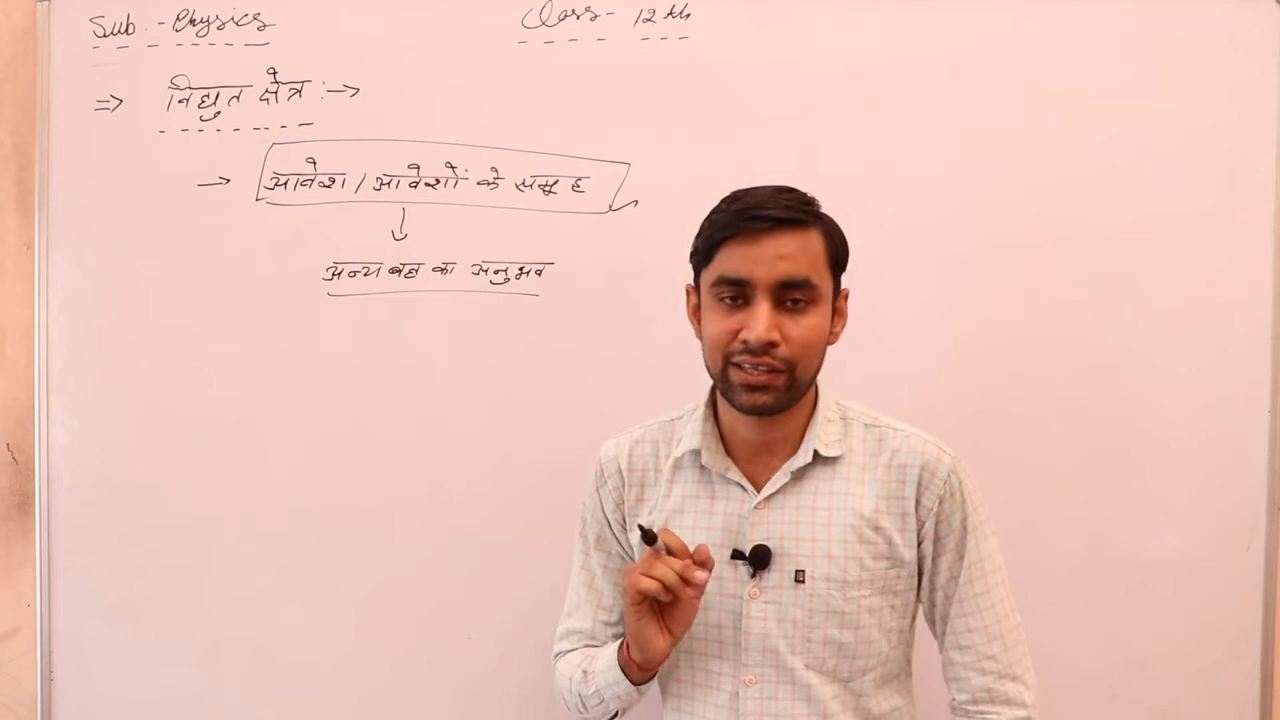 Sub. - Physics
Class - 12th
⇒ विद्युत क्षेत्र :→
→ आवेश / आवेशों के समूह
↓
अन्य बल का अनुभव